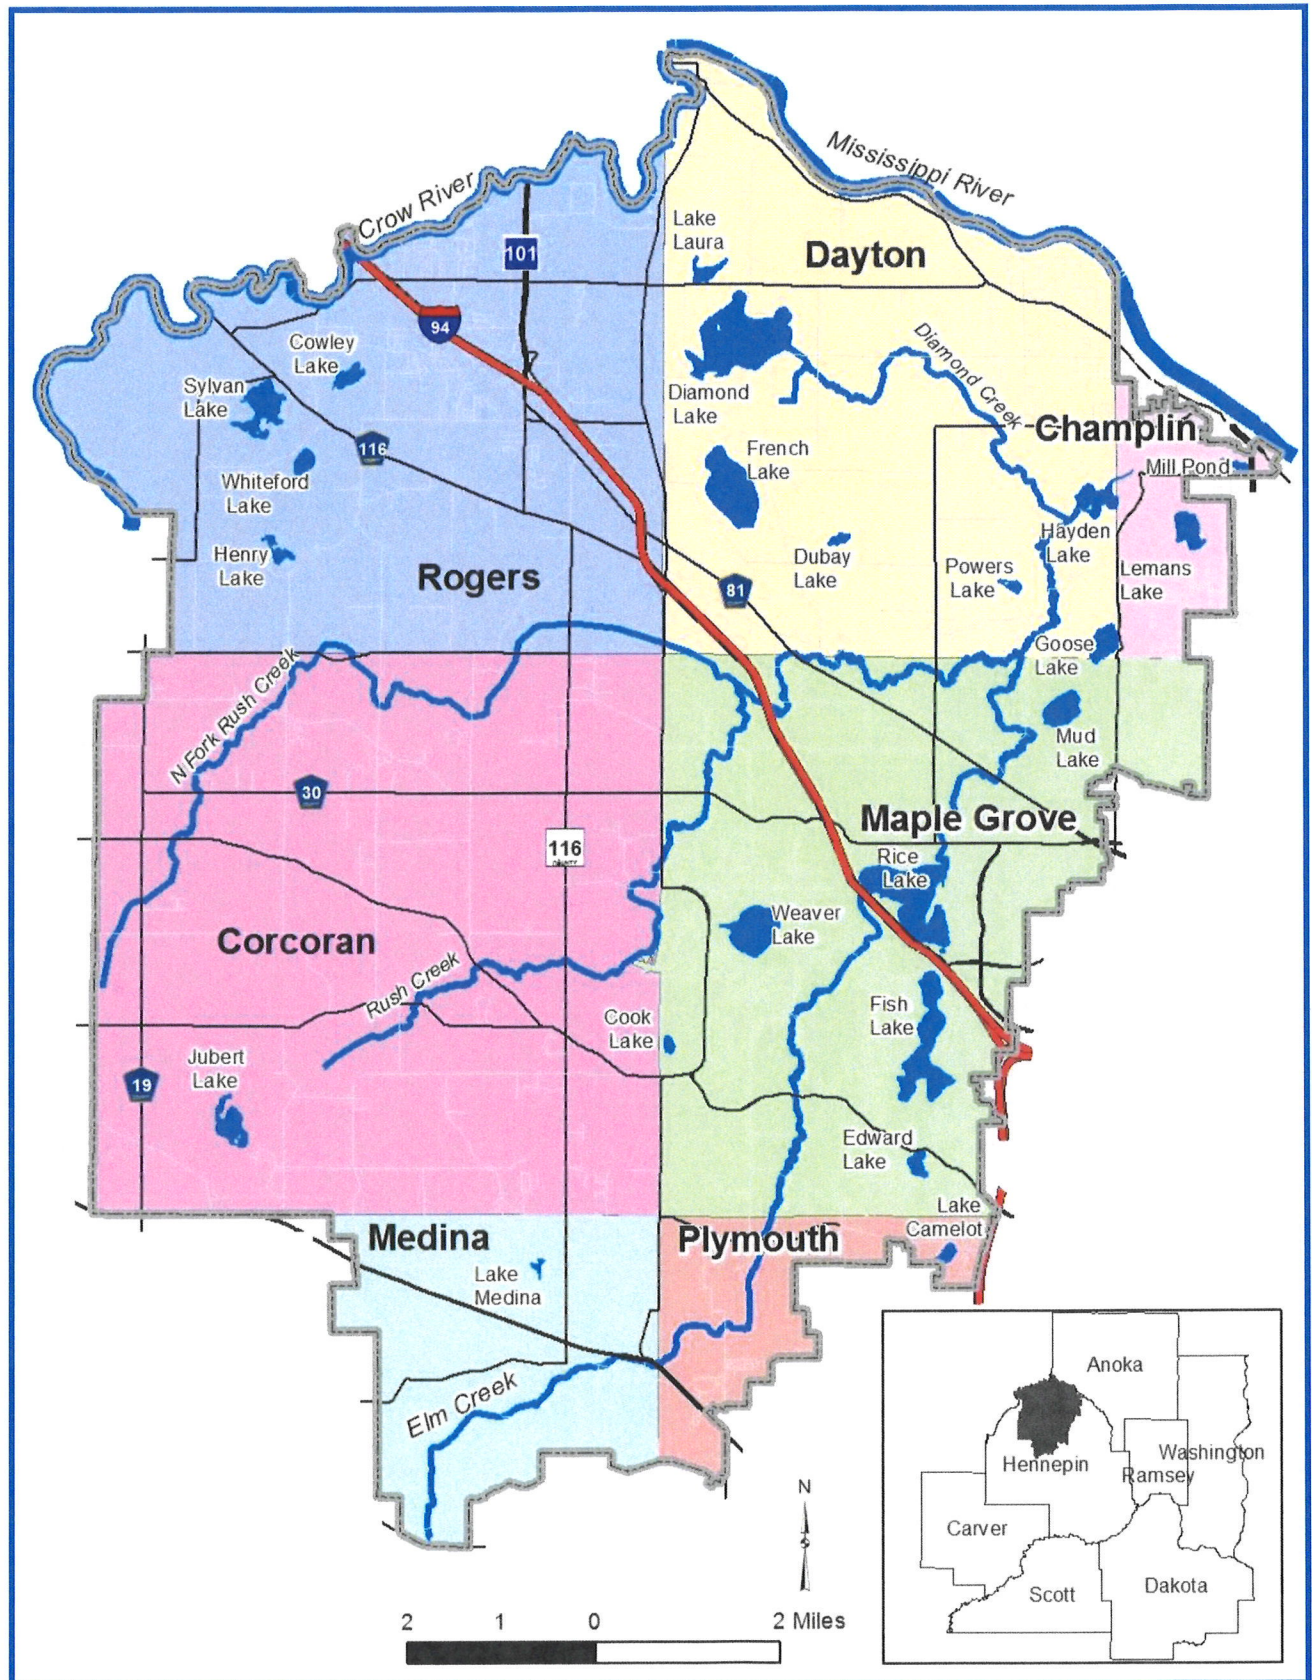 Mississippi River
Crow River
Lake
Laura
Dayton
101
94
Cowley
Lake
Diamond Creek
Sylvan
Lake
Diamond
Lake
Champlin
116
French
Lake
Mill Pond
Whiteford
Lake
Hayden
Lake
Henry
Lake
Dubay
Lake
Powers
Lake
Lemans
Lake
Rogers
81
Goose
Lake
N Fork Rush Creek
Mud
Lake
30
Maple Grove
116
COUNTY
Rice
Lake
Weaver
Lake
Corcoran
Rush Creek
Fish
Lake
Cook
Lake
Jubert
Lake
19
Edward
Lake
Lake
Camelot
Medina
Plymouth
Lake
Medina
Elm Creek
Anoka
Washington
Hennepin
Ramsey
Carver
Scott
Dakota
N
2 1 0 2 Miles